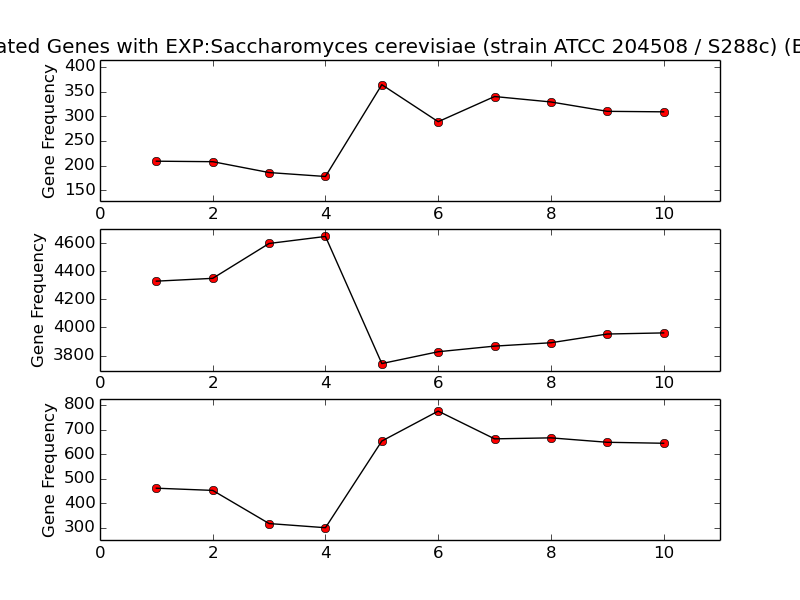 ated Genes with EXP:Saccharomyces cerevisiae (strain ATCC 204508 / S288c) (B
Gene Frequency
400
350
300
250
200
150
0 2 4 6 8 10
Gene Frequency
4600
4400
4200
4000
3800
0 2 4 6 8 10
Gene Frequency
800
700
600
500
400
300
0 2 4 6 8 10